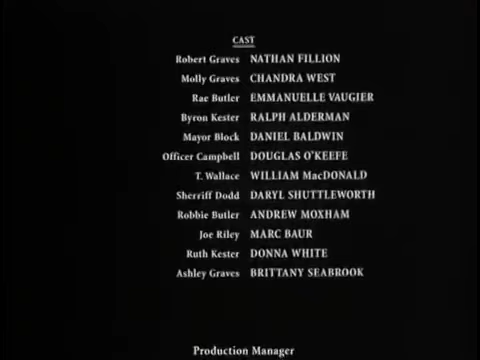 CAST
Robert Graves NATHAN FILLION
Molly Graves CHANDRA WEST
Rae Butler EMMANUELLE VAUGIER
Byron Kester RALPH ALDERMAN
Mayor Block DANIEL BALDWIN
Officer Campbell DOUGLAS O'KEEFE
T. Wallace WILLIAM MacDONALD
Sherriff Dodd DARYL SHUTTLEWORTH
Robbie Butler ANDREW MOXHAM
Joe Riley MARC BAUR
Ruth Kester DONNA WHITE
Ashley Graves BRITTANY SEABROOK
Production Manager